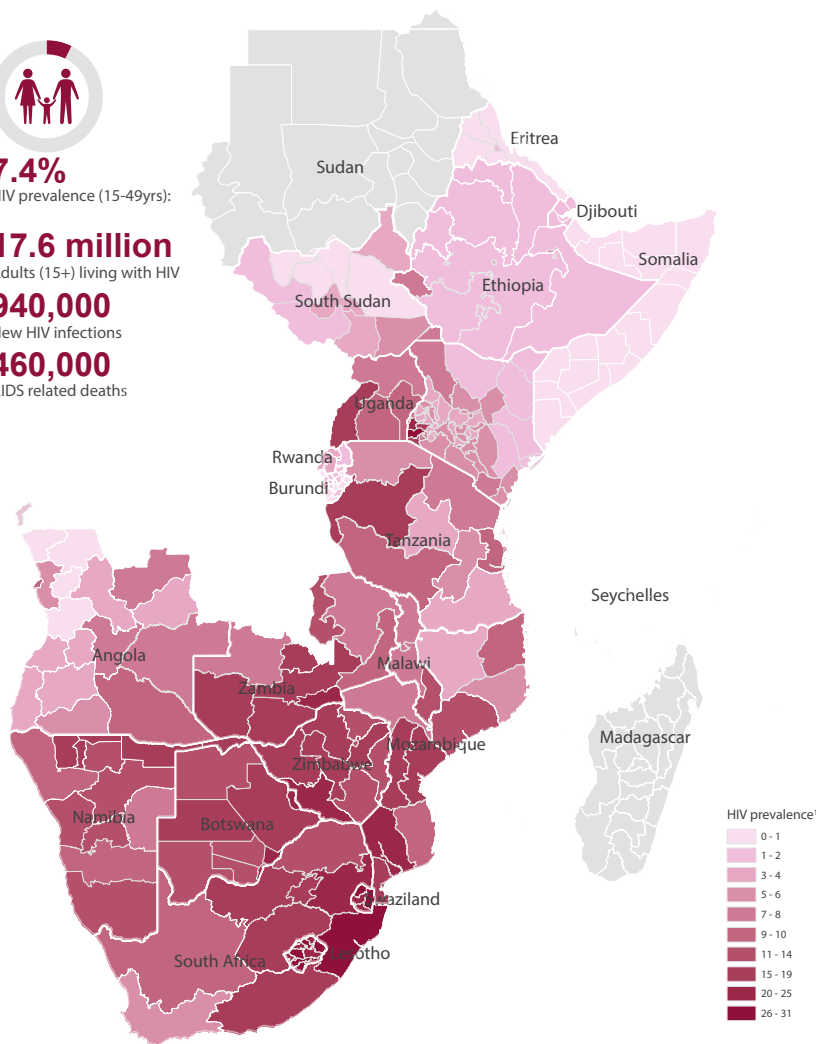 7.4%
HIV prevalence (15-49yrs):
17.6 million
adults (15+) living with HIV
940,000
New HIV infections
460,000
AIDS related deaths
Sudan
Eritrea
Djibouti
Somalia
Ethiopia
South Sudan
Uganda
Rwanda
Burundi
Tanzania
Seychelles
Angola
Malawi
Zambia
Madagascar
Mozambique
Zimbabwe
Namibia
Botswana
Swaziland
South Africa
Lesotho
HIV prevalence*
0 - 1
1 - 2
3 - 4
5 - 6
7 - 8
9 - 10
11 - 14
15 - 19
20 - 25
26 - 31